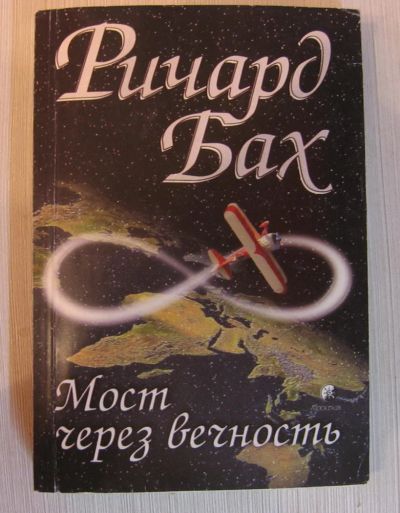 Ричард
Бах
Мост
через вечность